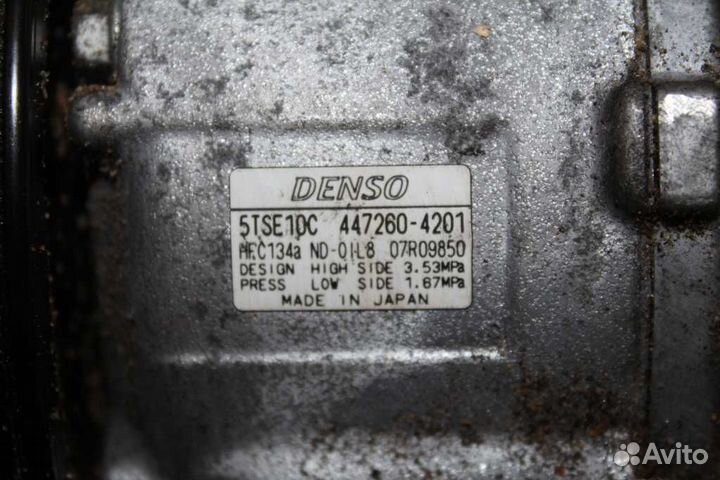 DENSO
5TSE10C 447260-4201
HFC134a ND-OIL8 07R09850
DESIGN HIGH SIDE 3.53MPa
PRESS LOW SIDE 1.67MPa
MADE IN JAPAN
Avito